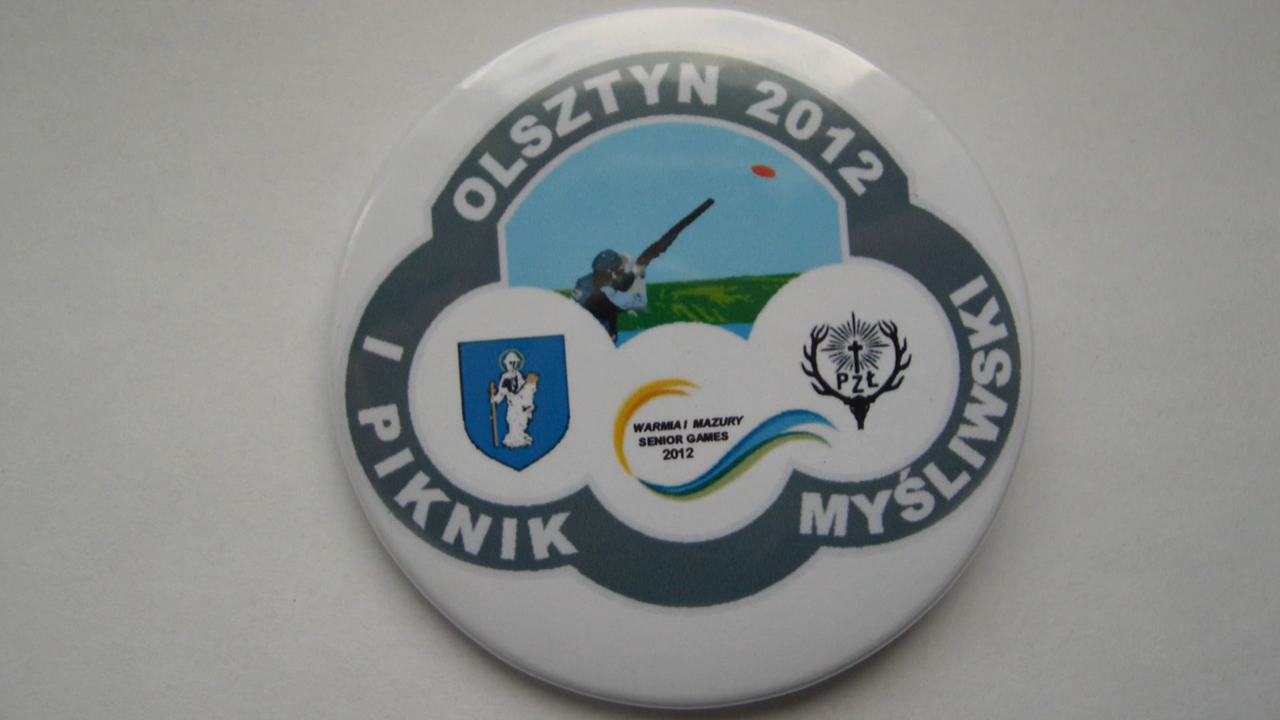 OLSZTYN 2012
I PIKNIK MYŚLIWSKI
WARMIA I MAZURY
SENIOR GAMES
2012
PZŁ